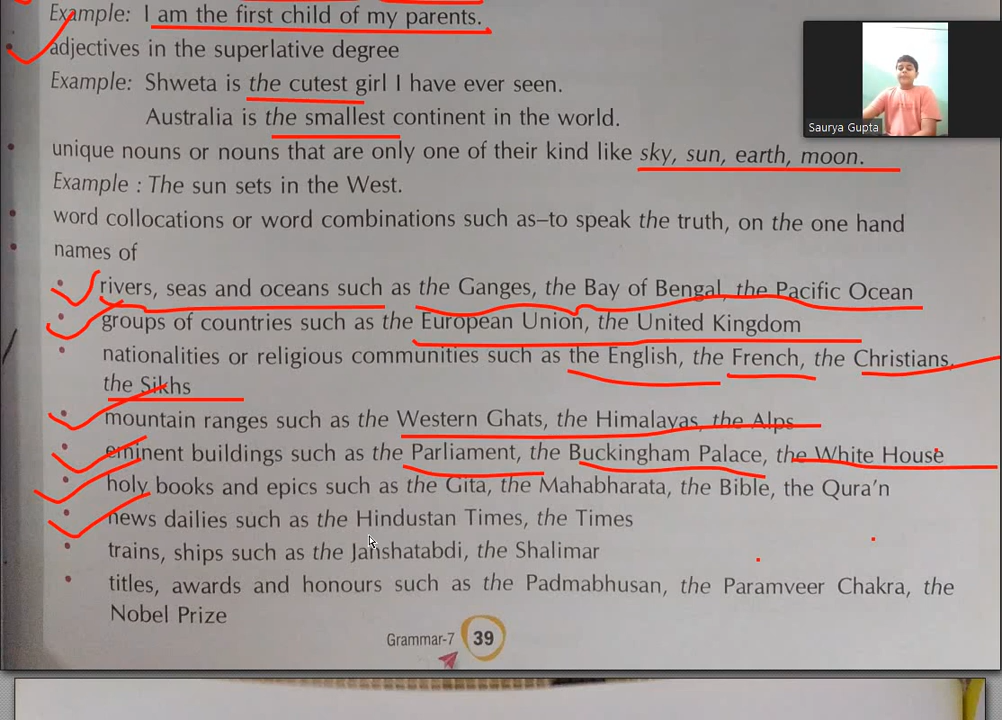 Example: I am the first child of my parents.
adjectives in the superlative degree
Example: Shweta is the cutest girl I have ever seen.
Australia is the smallest continent in the world.
Saurya Gupta
unique nouns or nouns that are only one of their kind like sky, sun, earth, moon.
Example : The sun sets in the West.
word collocations or word combinations such as–to speak the truth, on the one hand
names of
rivers, seas and oceans such as the Ganges, the Bay of Bengal, the Pacific Ocean
groups of countries such as the European Union, the United Kingdom
nationalities or religious communities such as the English, the French, the Christians,
the Sikhs
mountain ranges such as the Western Ghats, the Himalayas, the Alps
eminent buildings such as the Parliament, the Buckingham Palace, the White House
holy books and epics such as the Gita, the Mahabharata, the Bible, the Qura'n
news dailies such as the Hindustan Times, the Times
trains, ships such as the Janshatabdi, the Shalimar
titles, awards and honours such as the Padmabhusan, the Paramveer Chakra, the
Nobel Prize
Grammar-7 39